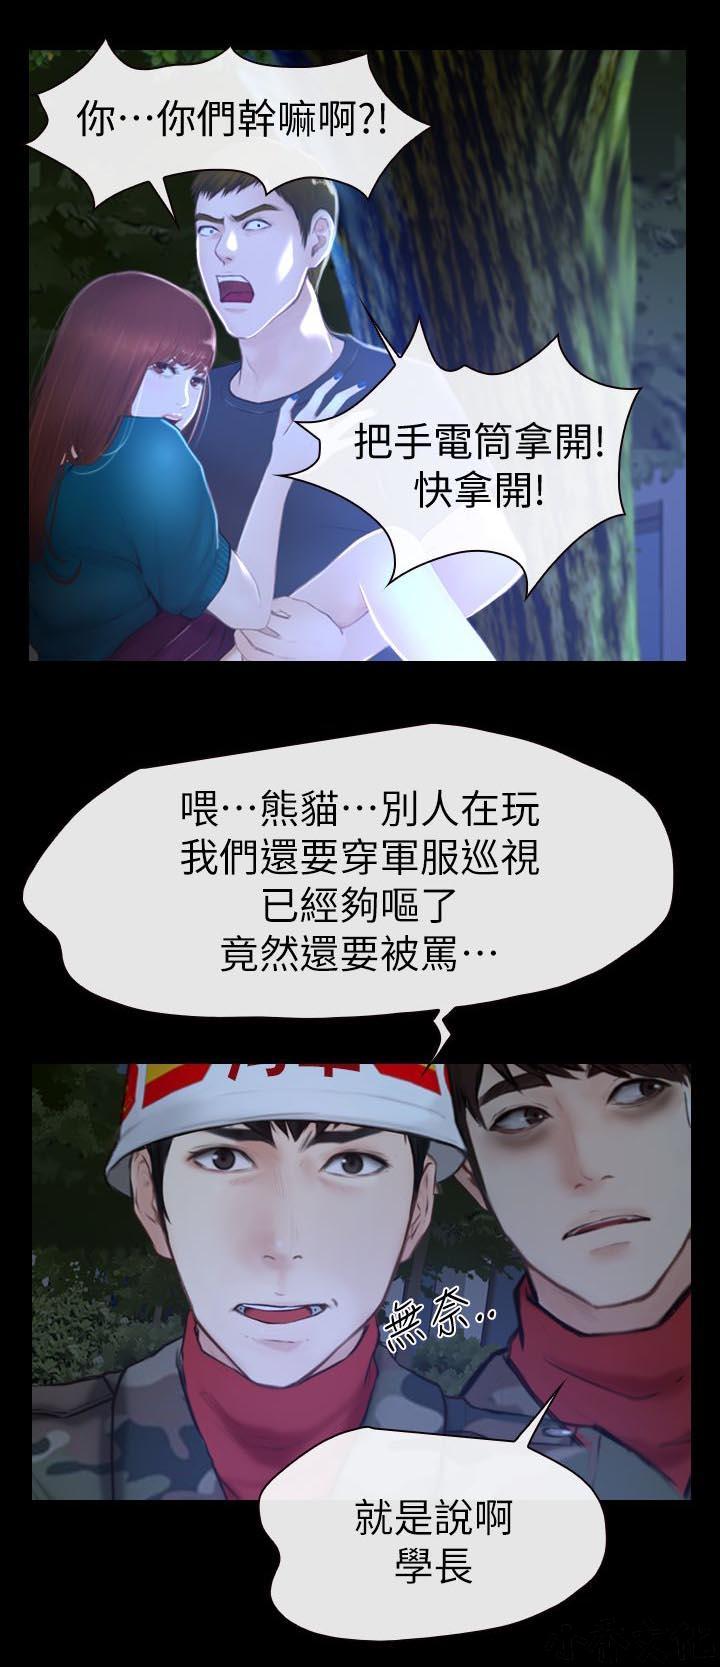 你⋯你們幹嘛啊?!
把手電筒拿開!
快拿開!
喂⋯熊貓⋯別人在玩
我們還要穿軍服巡視
已經夠嘔了
竟然還要被罵⋯
無奈..
就是說啊
學長